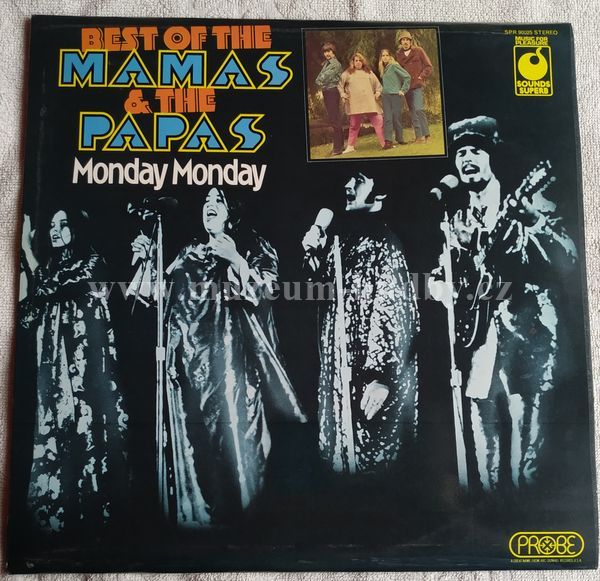 BEST OF THE
MAMAS
& THE
PAPAS
Monday Monday
SPR 90025 STEREO
MUSIC FOR
PLEASURE
SOUNDS
SUPERB
PROBE